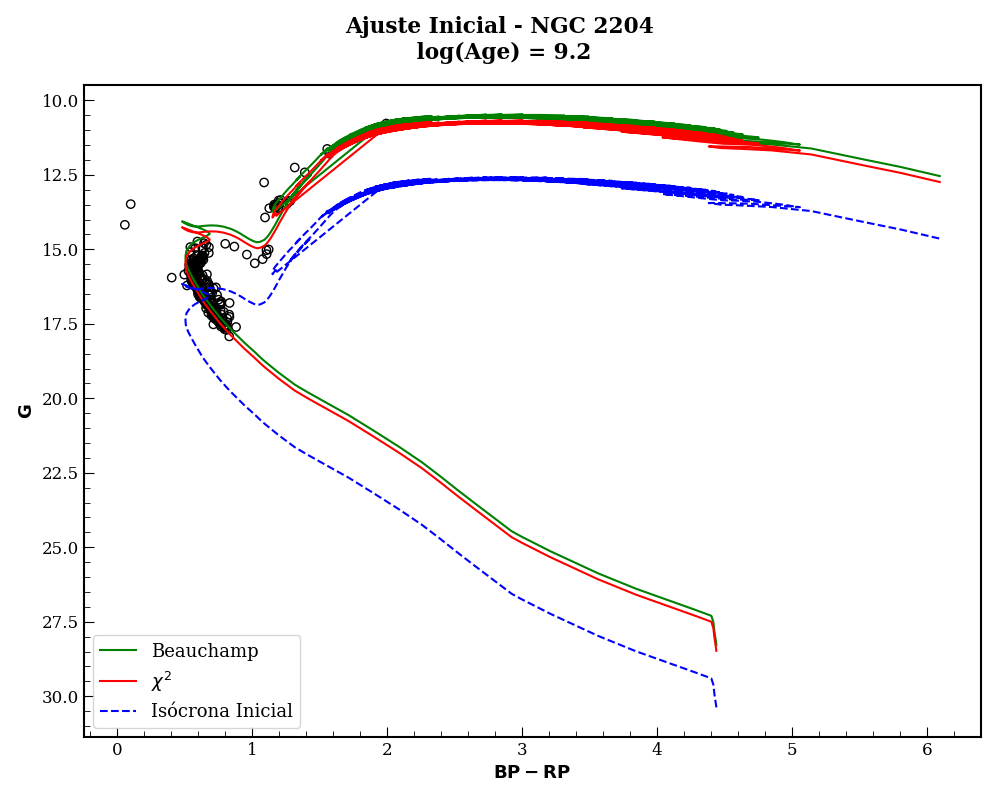 Ajuste Inicial - NGC 2204
log(Age) = 9.2
10.0
12.5
15.0
17.5
20.0
22.5
25.0
27.5
30.0
G
Beauchamp
χ²
Isócrona Inicial
0 1 2 3 4 5 6
BP − RP